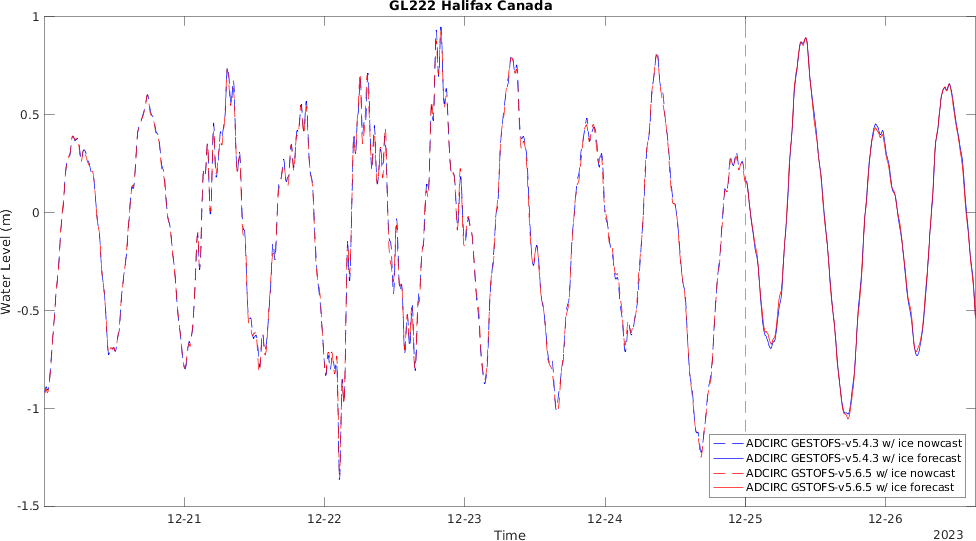 GL222 Halifax Canada
1
0.5
0
-0.5
-1
-1.5
Water Level (m)
12-21
12-22
12-23
12-24
12-25
12-26
Time
2023
ADCIRC GESTOFS-v5.4.3 w/ ice nowcast
ADCIRC GESTOFS-v5.4.3 w/ ice forecast
ADCIRC GSTOFS-v5.6.5 w/ ice nowcast
ADCIRC GSTOFS-v5.6.5 w/ ice forecast